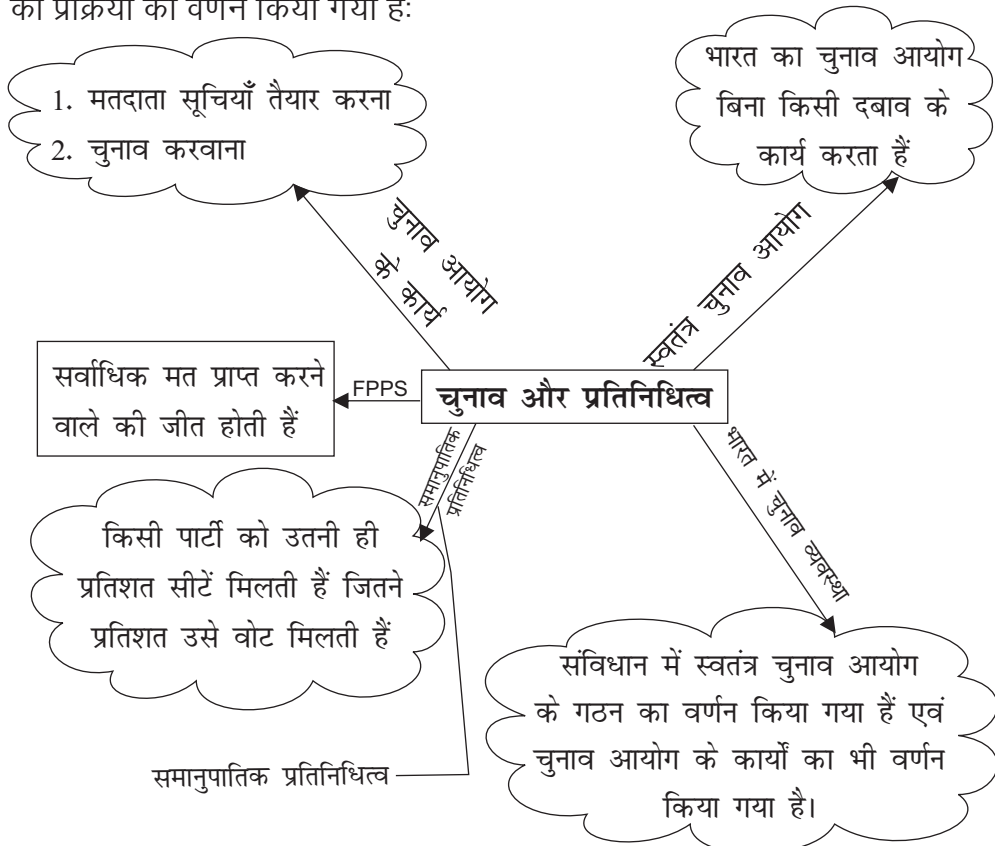 की प्रक्रिया का वर्णन किया गया है:
1. मतदाता सूचियाँ तैयार करना
2. चुनाव करवाना
भारत का चुनाव आयोग
बिना किसी दबाव के
कार्य करता हैं
चुनाव आयोग
के कार्य
स्वतंत्र चुनाव आयोग
सर्वाधिक मत प्राप्त करने
वाले की जीत होती हैं
FPPS
चुनाव और प्रतिनिधित्व
समानुपातिक
प्रतिनिधित्व
भारत में चुनाव व्यवस्था
किसी पार्टी को उतनी ही
प्रतिशत सीटें मिलती हैं जितने
प्रतिशत उसे वोट मिलती हैं
संविधान में स्वतंत्र चुनाव आयोग
के गठन का वर्णन किया गया हैं एवं
चुनाव आयोग के कार्यों का भी वर्णन
किया गया है।
समानुपातिक प्रतिनिधित्व